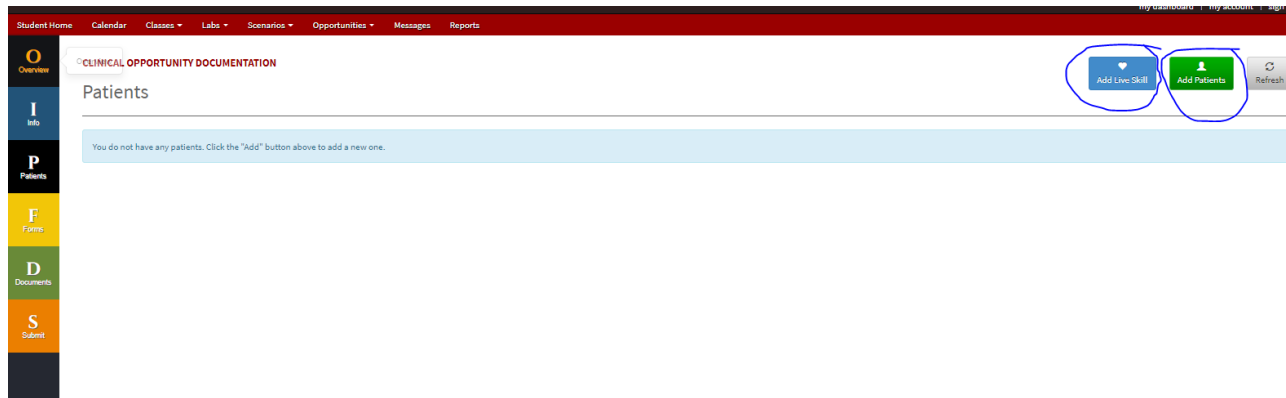 my dashboard | my account | sign
Student Home Calendar Classes Labs Scenarios Opportunities Messages Reports
O
Overview
CLINICAL OPPORTUNITY DOCUMENTATION
Add Live Skill
Add Patients
Refresh
Patients
I
Info
You do not have any patients. Click the "Add" button above to add a new one.
P
Patients
F
Forms
D
Documents
S
Submit